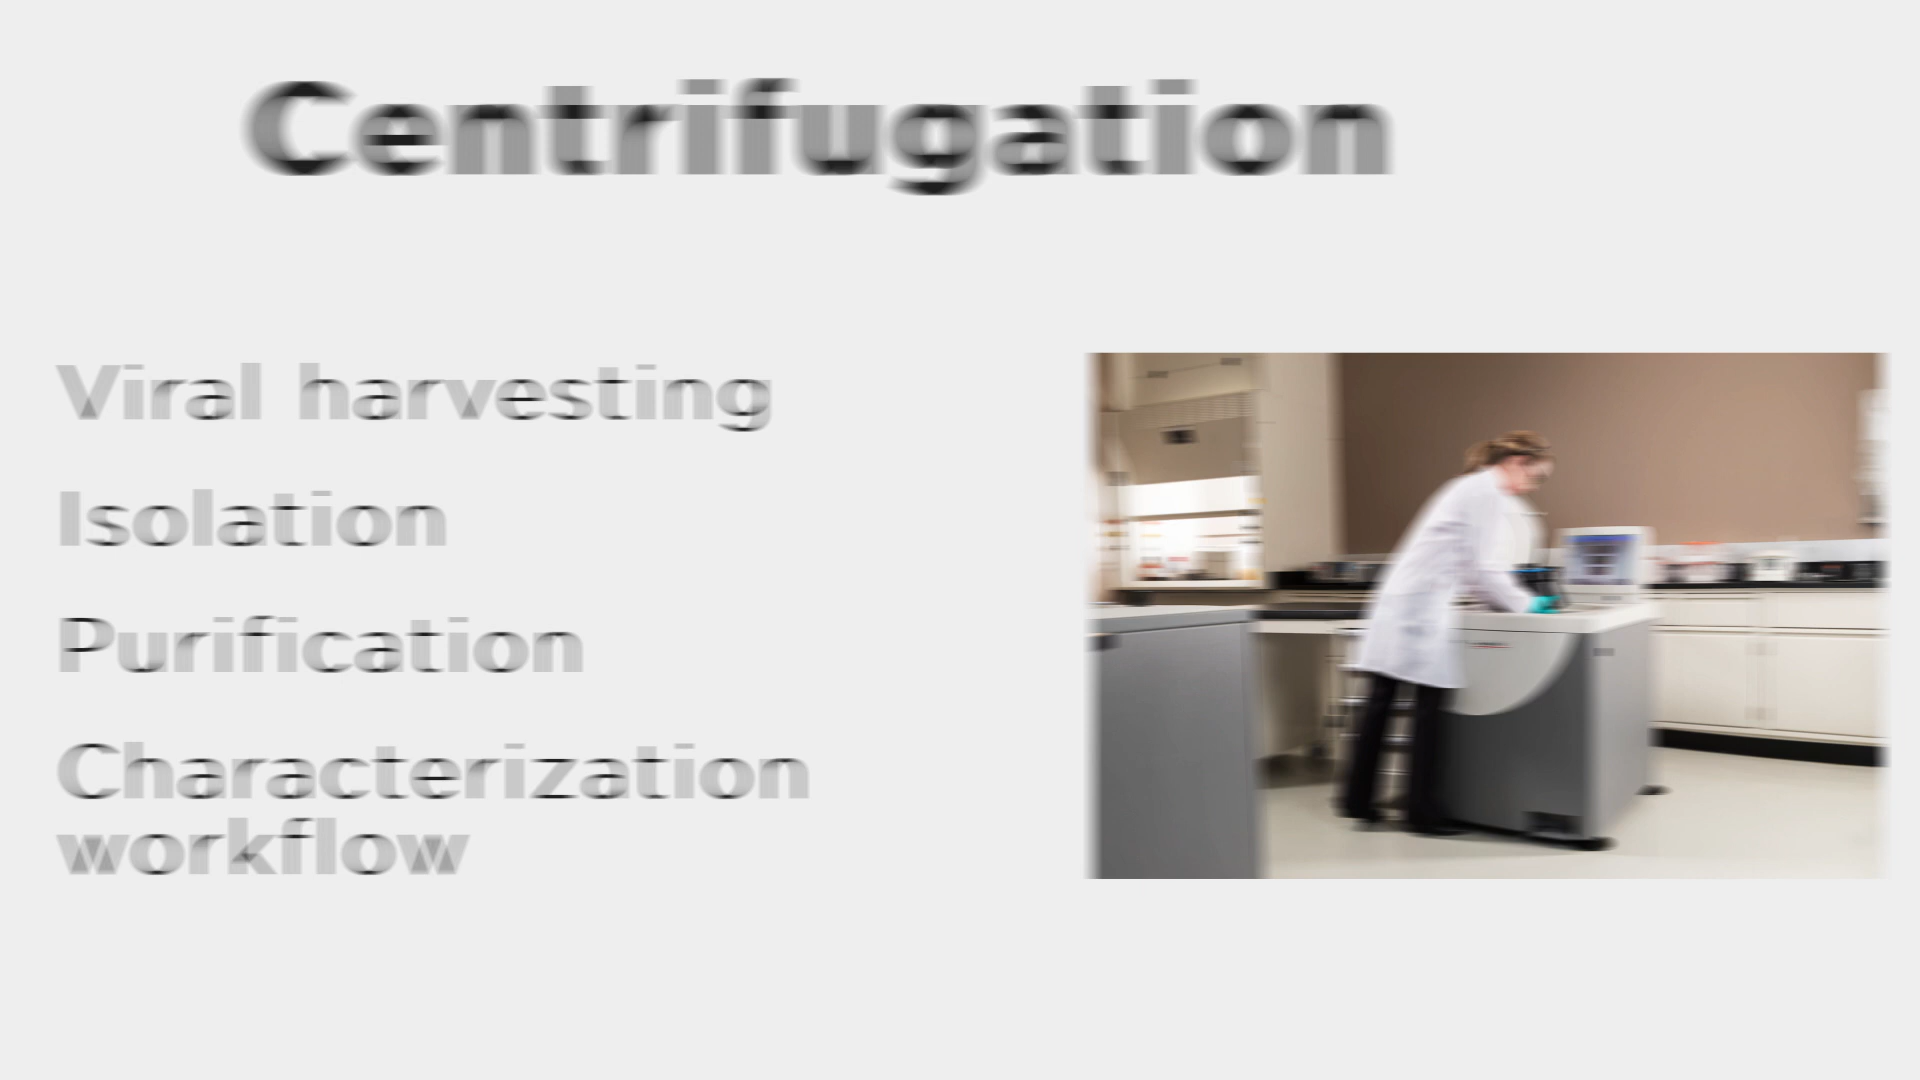 Centrifugation
Viral harvesting
Isolation
Purification
Characterization
workflow